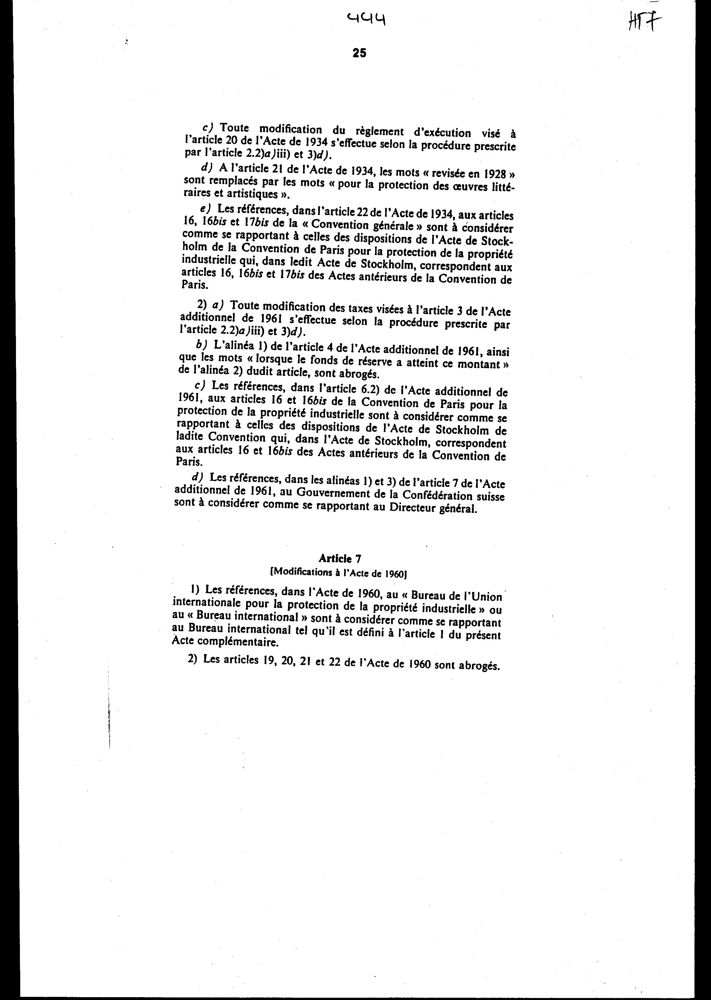 444
25
c) Toute modification du règlement d'exécution visé à
l'article 20 de l'Acte de 1934 s'effectue selon la procédure prescrite
par l'article 2.2)a)iii) et 3)d).
d) A l'article 21 de l'Acte de 1934, les mots « revisée en 1928 »
sont remplacés par les mots « pour la protection des œuvres litté-
raires et artistiques ».
e) Les références, dans l'article 22 de l'Acte de 1934, aux articles
16, 16bis et 17bis de la « Convention générale » sont à considérer
comme se rapportant à celles des dispositions de l'Acte de Stock-
holm de la Convention de Paris pour la protection de la propriété
industrielle qui, dans ledit Acte de Stockholm, correspondent aux
articles 16, 16bis et 17bis des Actes antérieurs de la Convention de
Paris.
2) a) Toute modification des taxes visées à l'article 3 de l'Acte
additionnel de 1961 s'effectue selon la procédure prescrite par
l'article 2.2)a)iii) et 3)d).
b) L'alinéa 1) de l'article 4 de l'Acte additionnel de 1961, ainsi
que les mots « lorsque le fonds de réserve a atteint ce montant »
de l'alinéa 2) dudit article, sont abrogés.
c) Les références, dans l'article 6.2) de l'Acte additionnel de
1961, aux articles 16 et 16bis de la Convention de Paris pour la
protection de la propriété industrielle sont à considérer comme se
rapportant à celles des dispositions de l'Acte de Stockholm de
ladite Convention qui, dans l'Acte de Stockholm, correspondent
aux articles 16 et 16bis des Actes antérieurs de la Convention de
Paris.
d) Les références, dans les alinéas 1) et 3) de l'article 7 de l'Acte
additionnel de 1961, au Gouvernement de la Confédération suisse
sont à considérer comme se rapportant au Directeur général.
Article 7
[Modifications à l'Acte de 1960]
1) Les références, dans l'Acte de 1960, au « Bureau de l'Union
internationale pour la protection de la propriété industrielle » ou
au « Bureau international » sont à considérer comme se rapportant
au Bureau international tel qu'il est défini à l'article 1 du présent
Acte complémentaire.
2) Les articles 19, 20, 21 et 22 de l'Acte de 1960 sont abrogés.